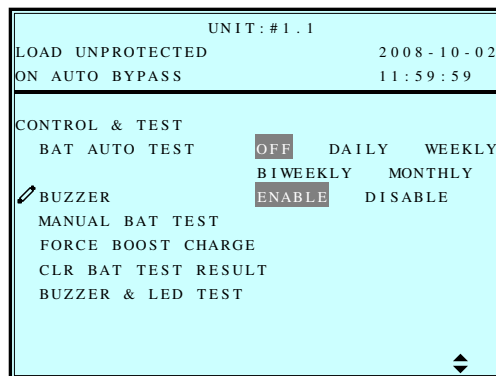 UNIT:#1.1
LOAD UNPROTECTED 2008-10-02
ON AUTO BYPASS 11:59:59
CONTROL & TEST
BAT AUTO TEST OFF DAILY WEEKLY
BIWEEKLY MONTHLY
BUZZER ENABLE DISABLE
MANUAL BAT TEST
FORCE BOOST CHARGE
CLR BAT TEST RESULT
BUZZER & LED TEST